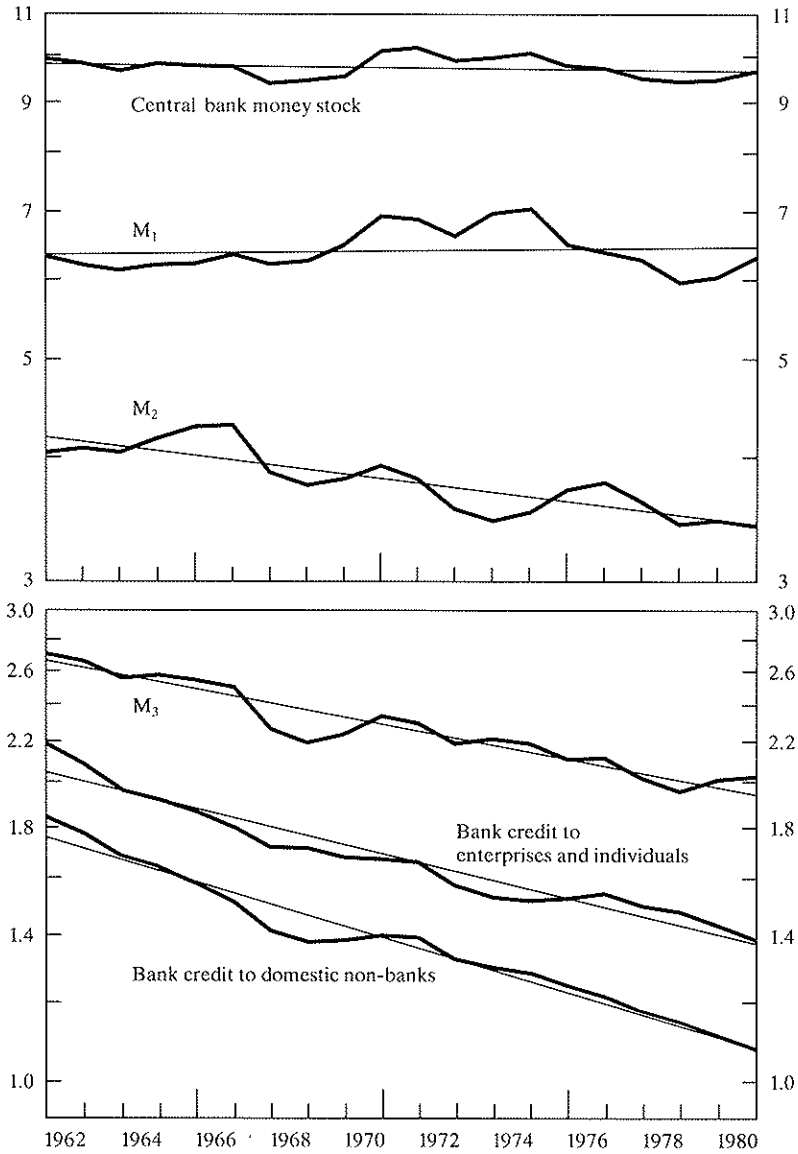 11 11
9 9
Central bank money stock
7 7
M₁
5 5
M₂
3 3
3.0 3.0
2.6 2.6
M₃
2.2 2.2
1.8 1.8
Bank credit to
enterprises and individuals
1.4 1.4
Bank credit to domestic non-banks
1.0 1.0
1962 1964 1966 1968 1970 1972 1974 1976 1978 1980